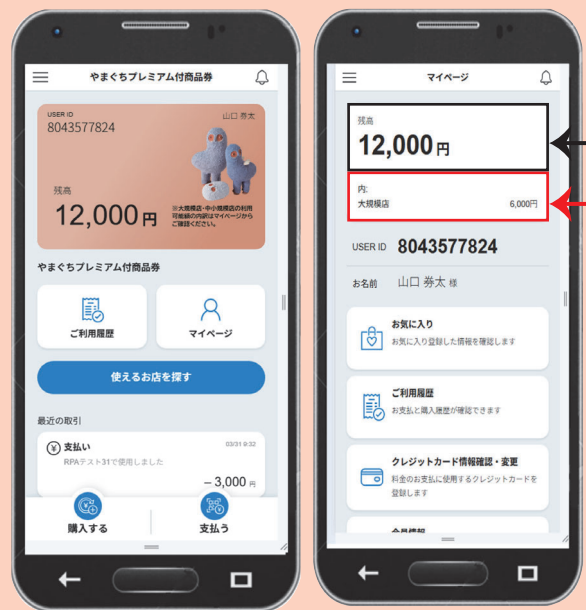 やまぐちプレミアム付商品券
USER ID
8043577824
山口 券太
残高
12,000円
※大規模店・中小規模店の利用
可能額の内訳はマイページから
ご確認ください。
やまぐちプレミアム付商品券
ご利用履歴
マイページ
使えるお店を探す
最近の取引
支払い
03/31 9:32
RPAテスト31で使用しました
– 3,000 円
購入する
支払う
マイページ
残高
12,000 円
内:
大規模店 6,000円
USER ID 8043577824
お名前 山口 券太 様
お気に入り
お気に入り登録した情報を確認します
ご利用履歴
お支払と購入履歴が確認できます
クレジットカード情報確認・変更
料金のお支払に使用するクレジットカードを
登録します